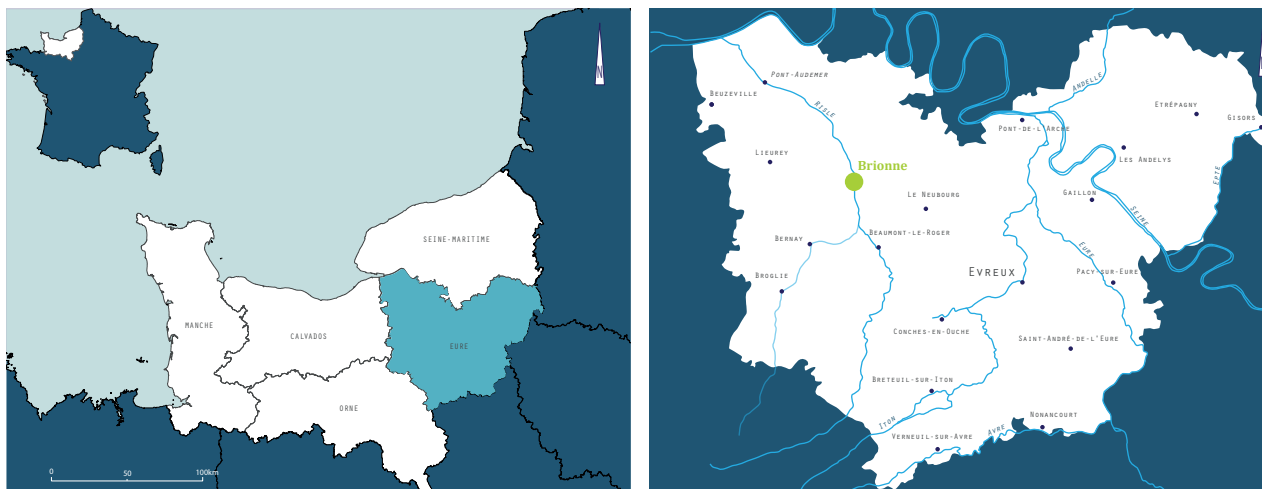 N
SEINE-MARITIME
MANCHE
CALVADOS
EURE
ORNE
0 50 100km
Pont-Audemer
Beuzeville
Risle
Andelle
Etrépagny
Gisors
Pont-de-l'Arche
Lieurey
Les Andelys
Brionne
Epte
Le Neubourg
Gaillon
Seine
Bernay
Beaumont-le-Roger
Eure
Broglie
Evreux
Pacy-sur-Eure
Conches-en-Ouche
Saint-André-de-l'Eure
Breteuil-sur-Iton
Iton
Nonancourt
Avre
Verneuil-sur-Avre